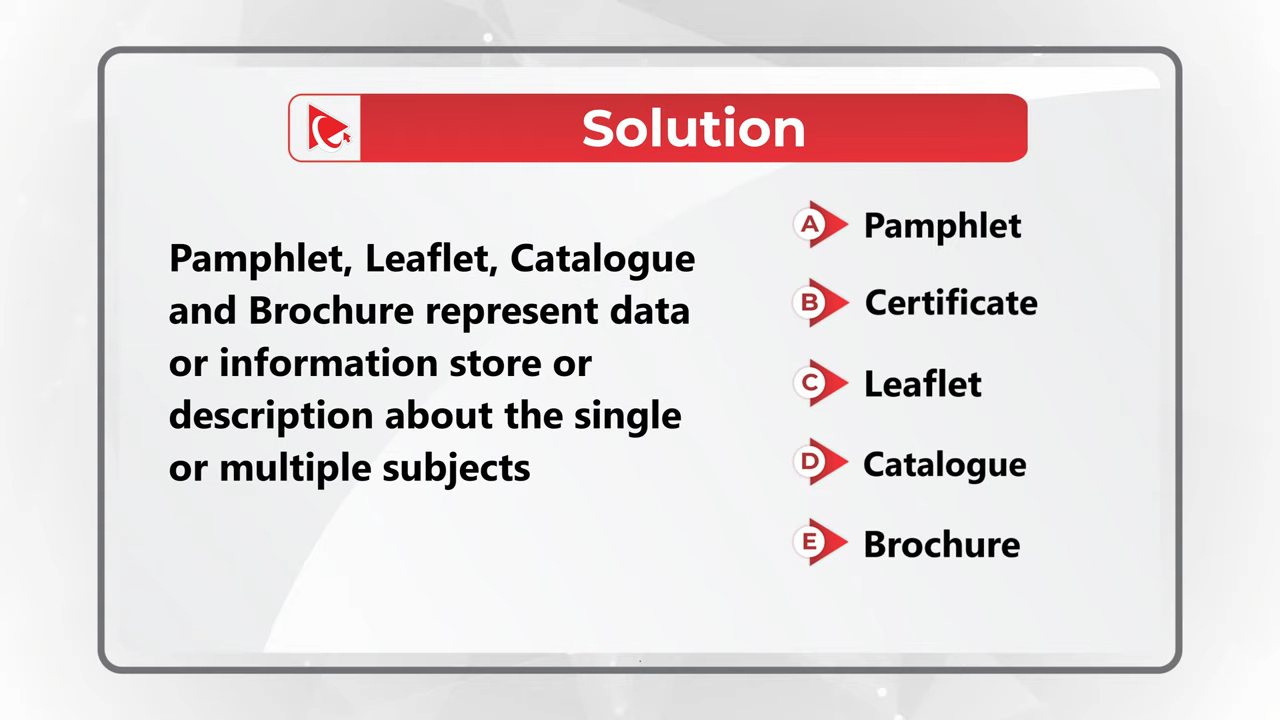 Solution
Pamphlet, Leaflet, Catalogue
and Brochure represent data
or information store or
description about the single
or multiple subjects
A Pamphlet
B Certificate
C Leaflet
D Catalogue
E Brochure